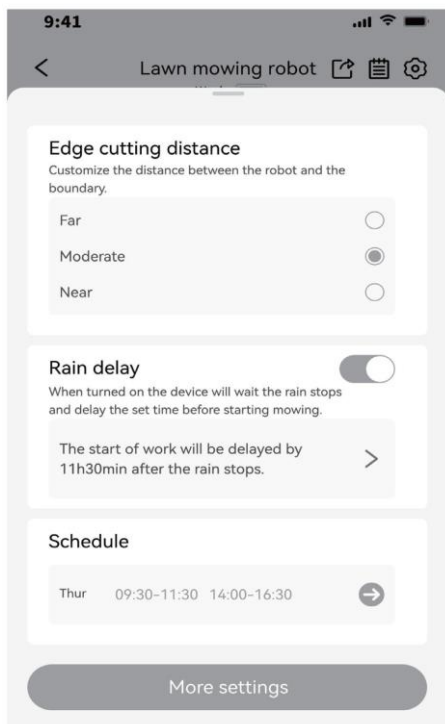 9:41
Lawn mowing robot
Edge cutting distance
Customize the distance between the robot and the
boundary.
Far
Moderate
Near
Rain delay
When turned on the device will wait the rain stops
and delay the set time before starting mowing.
The start of work will be delayed by
11h30min after the rain stops.
Schedule
Thur 09:30-11:30 14:00-16:30
More settings